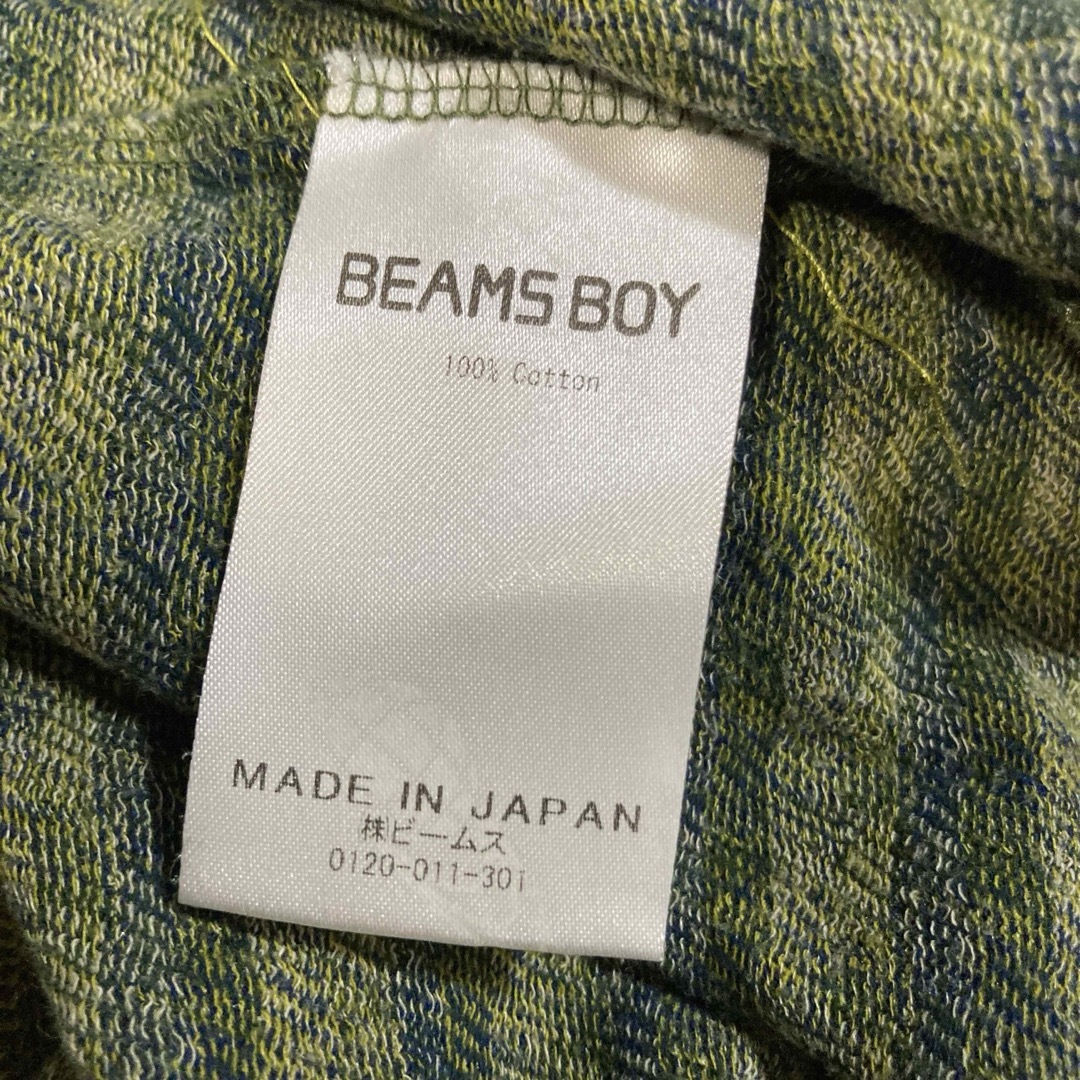 BEAMS BOY
100% Cotton
MADE IN JAPAN
株ビームス
0120-011-301